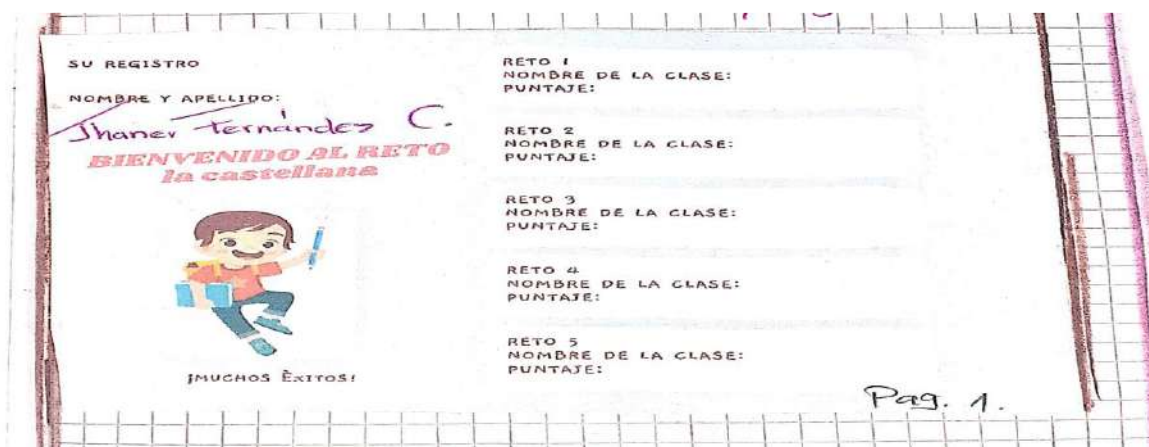 SU REGISTRO
NOMBRE Y APELLIDO:
Jhaner Fernández C.
BIENVENIDO AL RETO
la castellana
¡MUCHOS ÈXITOS!
RETO 1
NOMBRE DE LA CLASE:
PUNTAJE:
RETO 2
NOMBRE DE LA CLASE:
PUNTAJE:
RETO 3
NOMBRE DE LA CLASE:
PUNTAJE:
RETO 4
NOMBRE DE LA CLASE:
PUNTAJE:
RETO 5
NOMBRE DE LA CLASE:
PUNTAJE:
Pag. 1.